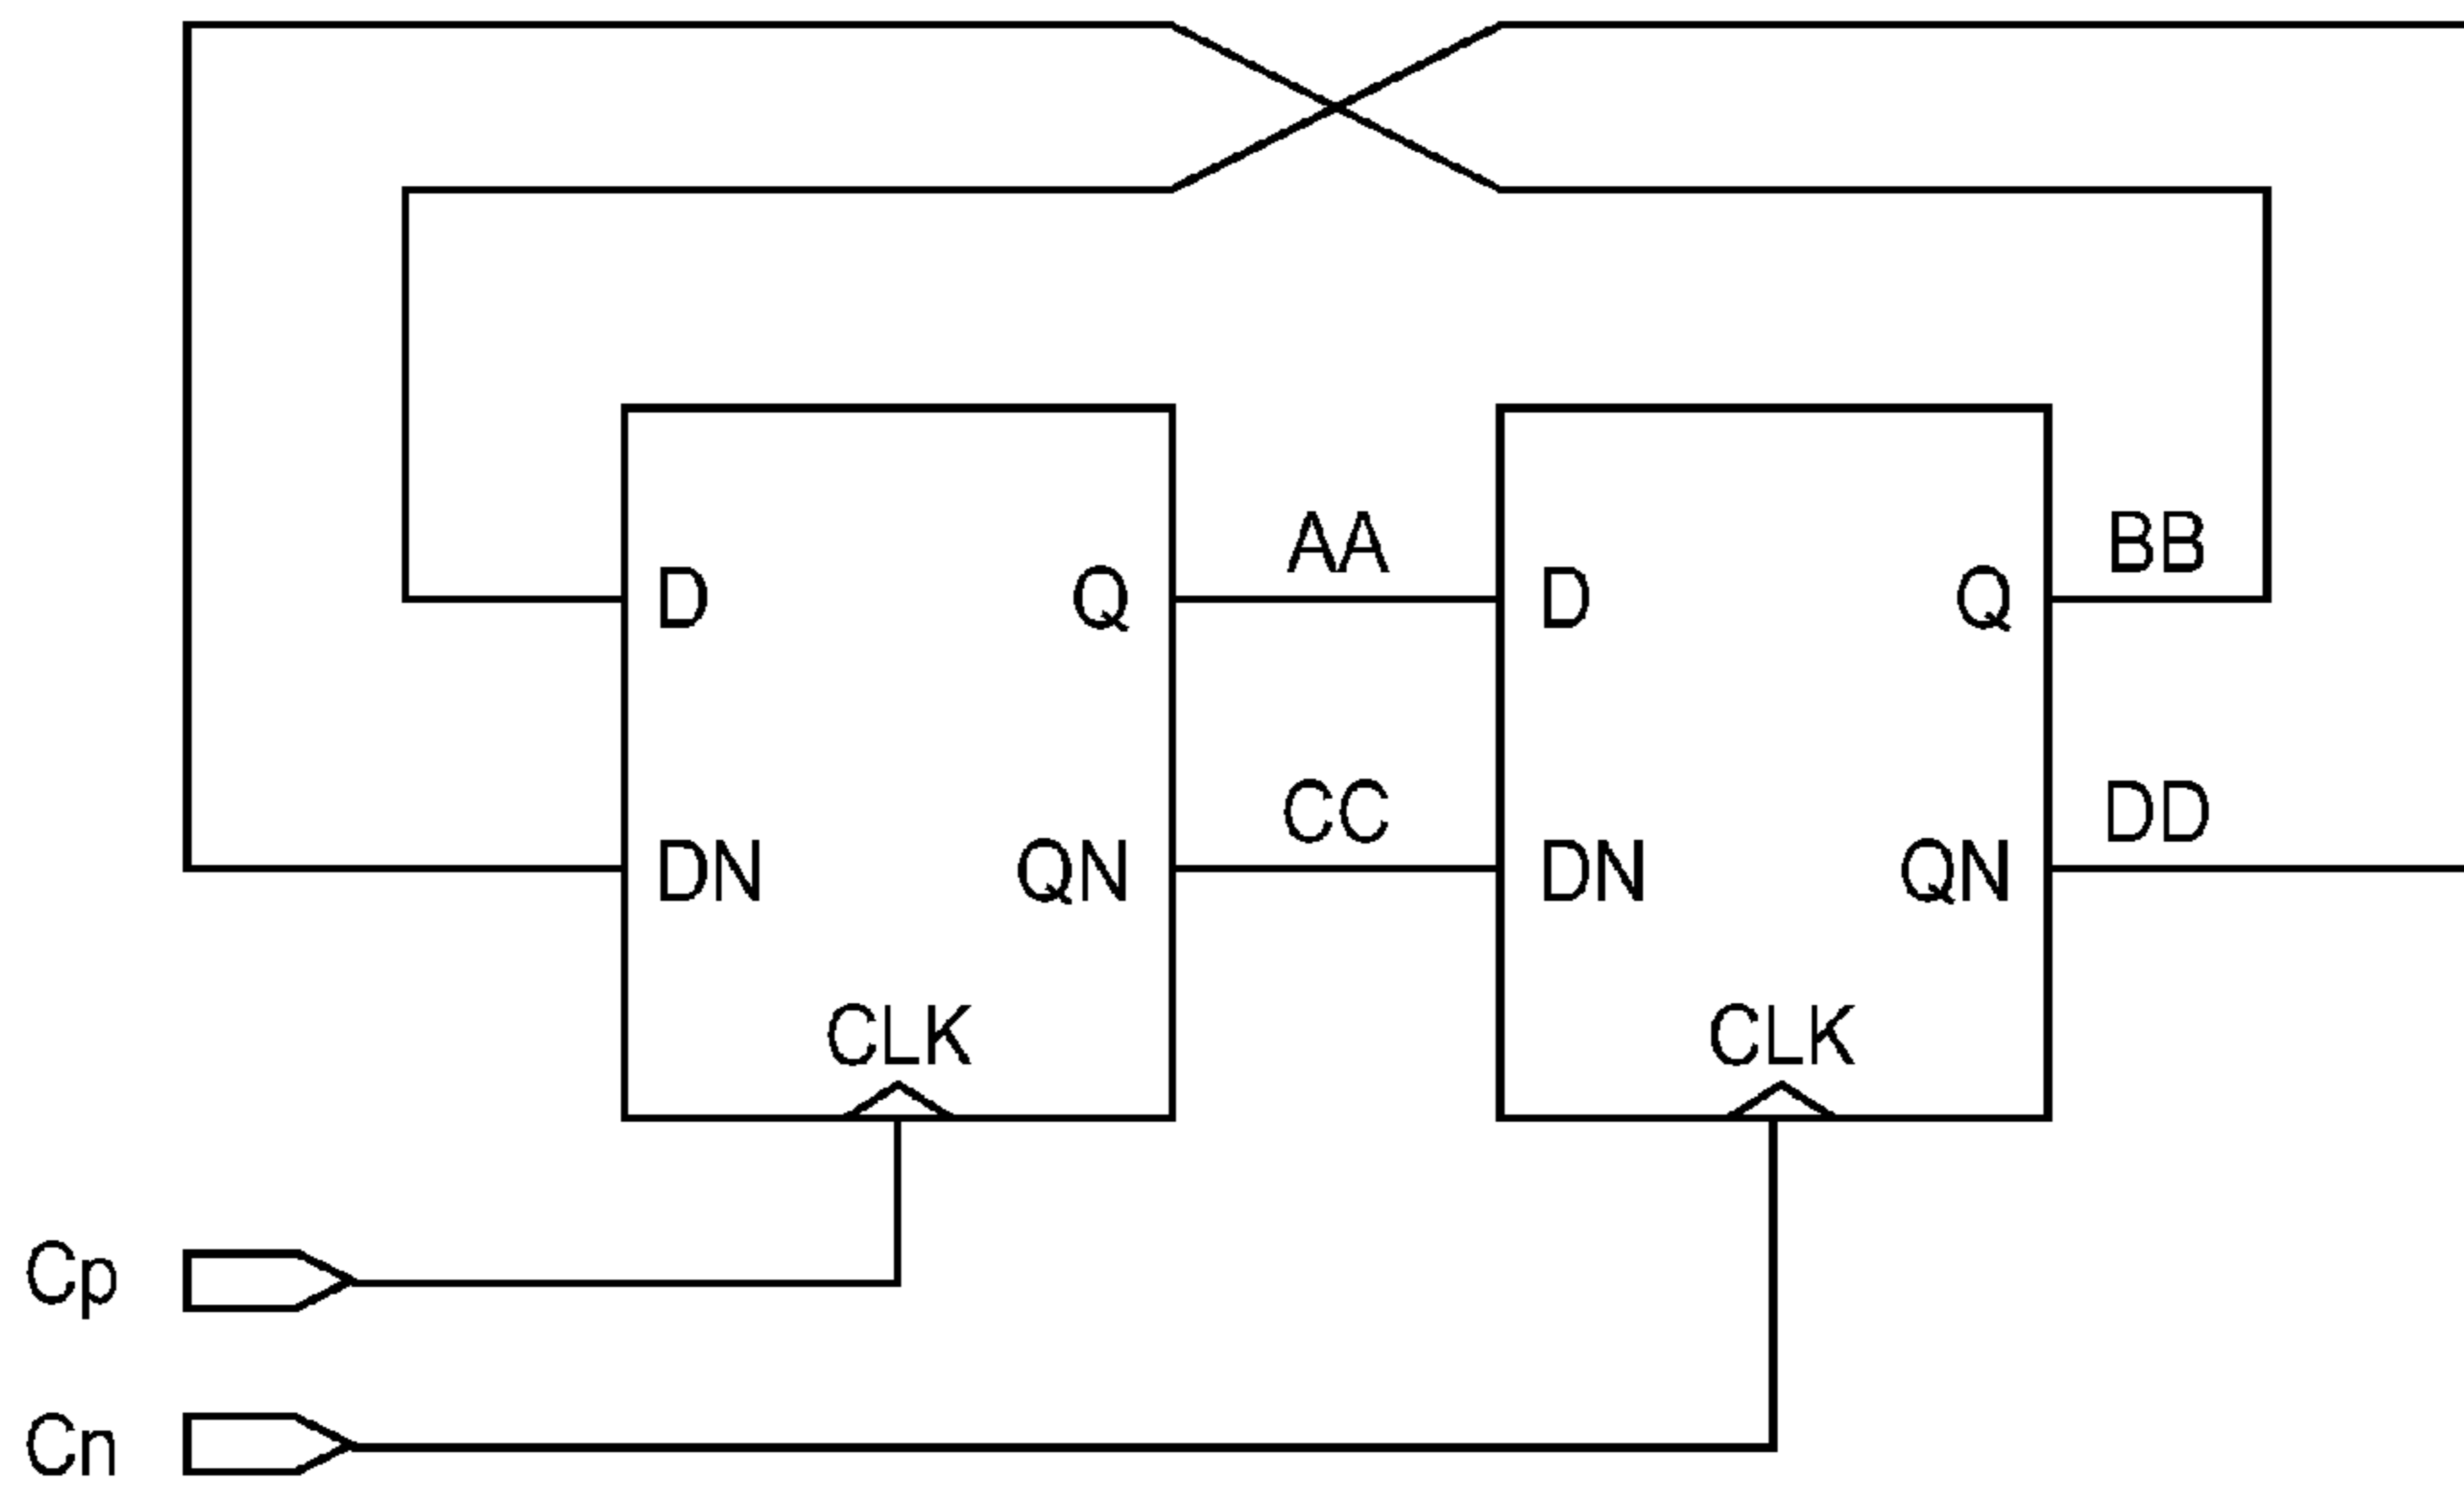 AA BB
D Q D Q
CC DD
DN QN DN QN
CLK CLK
Cp
Cn